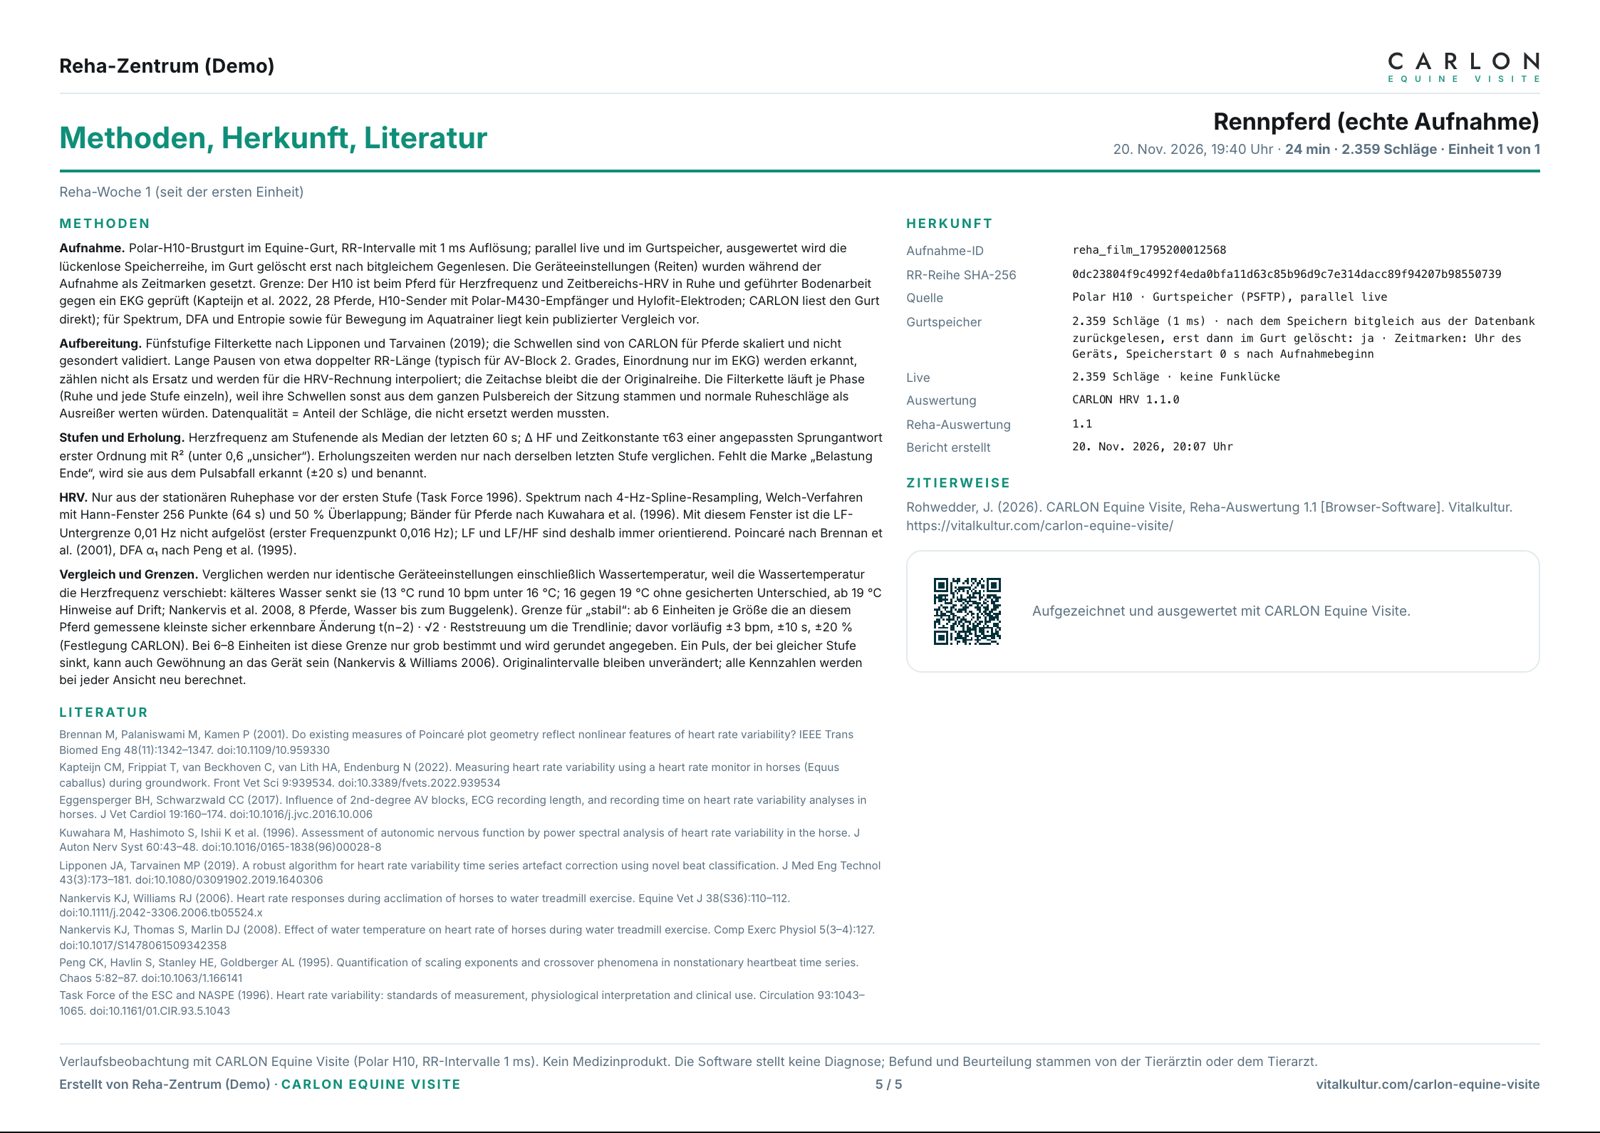 Reha-Zentrum (Demo)
CARLON
EQUINE VISITE
Methoden, Herkunft, Literatur
Rennpferd (echte Aufnahme)
20. Nov. 2026, 19:40 Uhr · 24 min · 2.359 Schläge · Einheit 1 von 1
Reha-Woche 1 (seit der ersten Einheit)
METHODEN
Aufnahme. Polar-H10-Brustgurt im Equine-Gurt, RR-Intervalle mit 1 ms Auflösung; parallel live und im Gurtspeicher, ausgewertet wird die
lückenlose Speicherreihe, im Gurt gelöscht erst nach bitgleichem Gegenlesen. Die Geräteeinstellungen (Reiten) wurden während der
Aufnahme als Zeitmarken gesetzt. Grenze: Der H10 ist beim Pferd für Herzfrequenz und Zeitbereichs-HRV in Ruhe und geführter Bodenarbeit
gegen ein EKG geprüft (Kapteijn et al. 2022, 28 Pferde, H10-Sender mit Polar-M430-Empfänger und Hylofit-Elektroden; CARLON liest den Gurt
direkt); für Spektrum, DFA und Entropie sowie für Bewegung im Aquatrainer liegt kein publizierter Vergleich vor.
Aufbereitung. Fünfstufige Filterkette nach Lipponen und Tarvainen (2019); die Schwellen sind von CARLON für Pferde skaliert und nicht
gesondert validiert. Lange Pausen von etwa doppelter RR-Länge (typisch für AV-Block 2. Grades, Einordnung nur im EKG) werden erkannt,
zählen nicht als Ersatz und werden für die HRV-Rechnung interpoliert; die Zeitachse bleibt die der Originalreihe. Die Filterkette läuft je Phase
(Ruhe und jede Stufe einzeln), weil ihre Schwellen sonst aus dem ganzen Pulsbereich der Sitzung stammen und normale Ruheschläge als
Ausreißer werten würden. Datenqualität = Anteil der Schläge, die nicht ersetzt werden mussten.
Stufen und Erholung. Herzfrequenz am Stufenende als Median der letzten 60 s; Δ HF und Zeitkonstante τ63 einer angepassten Sprungantwort
erster Ordnung mit R² (unter 0,6 „unsicher“). Erholungszeiten werden nur nach derselben letzten Stufe verglichen. Fehlt die Marke „Belastung
Ende“, wird sie aus dem Pulsabfall erkannt (±20 s) und benannt.
HRV. Nur aus der stationären Ruhephase vor der ersten Stufe (Task Force 1996). Spektrum nach 4-Hz-Spline-Resampling, Welch-Verfahren
mit Hann-Fenster 256 Punkte (64 s) und 50 % Überlappung; Bänder für Pferde nach Kuwahara et al. (1996). Mit diesem Fenster ist die LF-
Untergrenze 0,01 Hz nicht aufgelöst (erster Frequenzpunkt 0,016 Hz); LF und LF/HF sind deshalb immer orientierend. Poincaré nach Brennan et
al. (2001), DFA α₁ nach Peng et al. (1995).
Vergleich und Grenzen. Verglichen werden nur identische Geräteeinstellungen einschließlich Wassertemperatur, weil die Wassertemperatur
die Herzfrequenz verschiebt: kälteres Wasser senkt sie (13 °C rund 10 bpm unter 16 °C; 16 gegen 19 °C ohne gesicherten Unterschied, ab 19 °C
Hinweise auf Drift; Nankervis et al. 2008, 8 Pferde, Wasser bis zum Buggelenk). Grenze für „stabil“: ab 6 Einheiten je Größe die an diesem
Pferd gemessene kleinste sicher erkennbare Änderung t(n−2) · √2 · Reststreuung um die Trendlinie; davor vorläufig ±3 bpm, ±10 s, ±20 %
(Festlegung CARLON). Bei 6–8 Einheiten ist diese Grenze nur grob bestimmt und wird gerundet angegeben. Ein Puls, der bei gleicher Stufe
sinkt, kann auch Gewöhnung an das Gerät sein (Nankervis & Williams 2006). Originalintervalle bleiben unverändert; alle Kennzahlen werden
bei jeder Ansicht neu berechnet.
LITERATUR
Brennan M, Palaniswami M, Kamen P (2001). Do existing measures of Poincaré plot geometry reflect nonlinear features of heart rate variability? IEEE Trans
Biomed Eng 48(11):1342–1347. doi:10.1109/10.959330
Kapteijn CM, Frippiat T, van Beckhoven C, van Lith HA, Endenburg N (2022). Measuring heart rate variability using a heart rate monitor in horses (Equus
caballus) during groundwork. Front Vet Sci 9:939534. doi:10.3389/fvets.2022.939534
Eggensperger BH, Schwarzwald CC (2017). Influence of 2nd-degree AV blocks, ECG recording length, and recording time on heart rate variability analyses in
horses. J Vet Cardiol 19:160–174. doi:10.1016/j.jvc.2016.10.006
Kuwahara M, Hashimoto S, Ishii K et al. (1996). Assessment of autonomic nervous function by power spectral analysis of heart rate variability in the horse. J
Auton Nerv Syst 60:43–48. doi:10.1016/0165-1838(96)00028-8
Lipponen JA, Tarvainen MP (2019). A robust algorithm for heart rate variability time series artefact correction using novel beat classification. J Med Eng Technol
43(3):173–181. doi:10.1080/03091902.2019.1640306
Nankervis KJ, Williams RJ (2006). Heart rate responses during acclimation of horses to water treadmill exercise. Equine Vet J 38(S36):110–112.
doi:10.1111/j.2042-3306.2006.tb05524.x
Nankervis KJ, Thomas S, Marlin DJ (2008). Effect of water temperature on heart rate of horses during water treadmill exercise. Comp Exerc Physiol 5(3–4):127.
doi:10.1017/S1478061509342358
Peng CK, Havlin S, Stanley HE, Goldberger AL (1995). Quantification of scaling exponents and crossover phenomena in nonstationary heartbeat time series.
Chaos 5:82–87. doi:10.1063/1.166141
Task Force of the ESC and NASPE (1996). Heart rate variability: standards of measurement, physiological interpretation and clinical use. Circulation 93:1043–
1065. doi:10.1161/01.CIR.93.5.1043
HERKUNFT
Aufnahme-ID reha_film_1795200012568
RR-Reihe SHA-256 0dc23804f9c4992f4eda0bfa11d63c85b96d9c7e314dacc89f94207b98550739
Quelle Polar H10 · Gurtspeicher (PSFTP), parallel live
Gurtspeicher 2.359 Schläge (1 ms) · nach dem Speichern bitgleich aus der Datenbank
zurückgelesen, erst dann im Gurt gelöscht: ja · Zeitmarken: Uhr des
Geräts, Speicherstart 0 s nach Aufnahmebeginn
Live 2.359 Schläge · keine Funklücke
Auswertung CARLON HRV 1.1.0
Reha-Auswertung 1.1
Bericht erstellt 20. Nov. 2026, 20:07 Uhr
ZITIERWEISE
Rohwedder, J. (2026). CARLON Equine Visite, Reha-Auswertung 1.1 [Browser-Software]. Vitalkultur.
https://vitalkultur.com/carlon-equine-visite/
Aufgezeichnet und ausgewertet mit CARLON Equine Visite.
Verlaufsbeobachtung mit CARLON Equine Visite (Polar H10, RR-Intervalle 1 ms). Kein Medizinprodukt. Die Software stellt keine Diagnose; Befund und Beurteilung stammen von der Tierärztin oder dem Tierarzt.
Erstellt von Reha-Zentrum (Demo) · CARLON EQUINE VISITE
5 / 5
vitalkultur.com/carlon-equine-visite